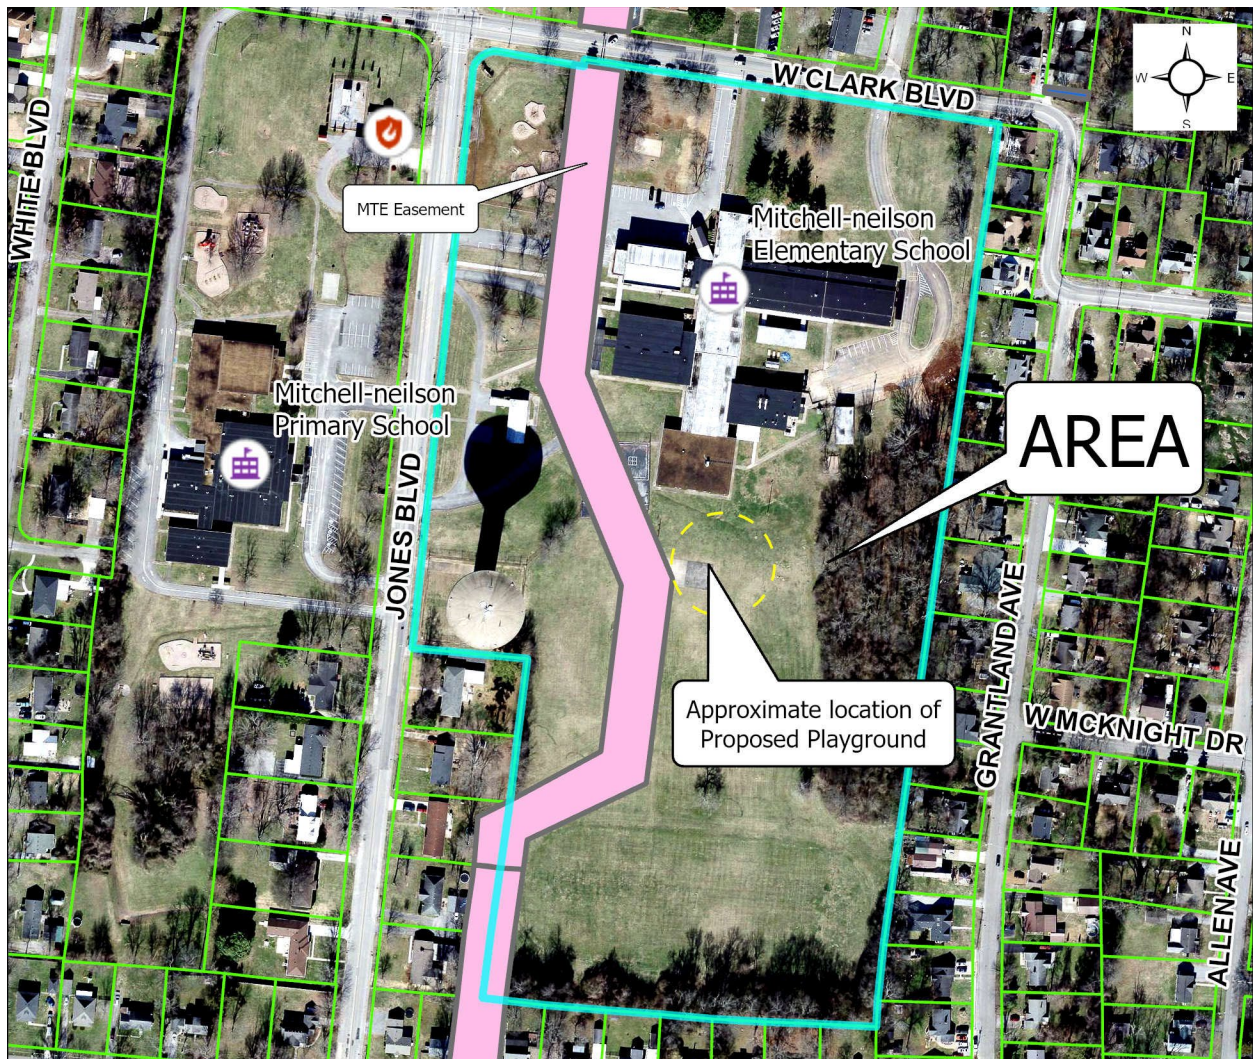 N
W
E
S
W CLARK BLVD
WHITE BLVD
MTE Easement
Mitchell-neilson
Elementary School
Mitchell-neilson
Primary School
AREA
JONES BLVD
GRANTLAND AVE
Approximate location of
Proposed Playground
W MCKNIGHT DR
ALLEN AVE